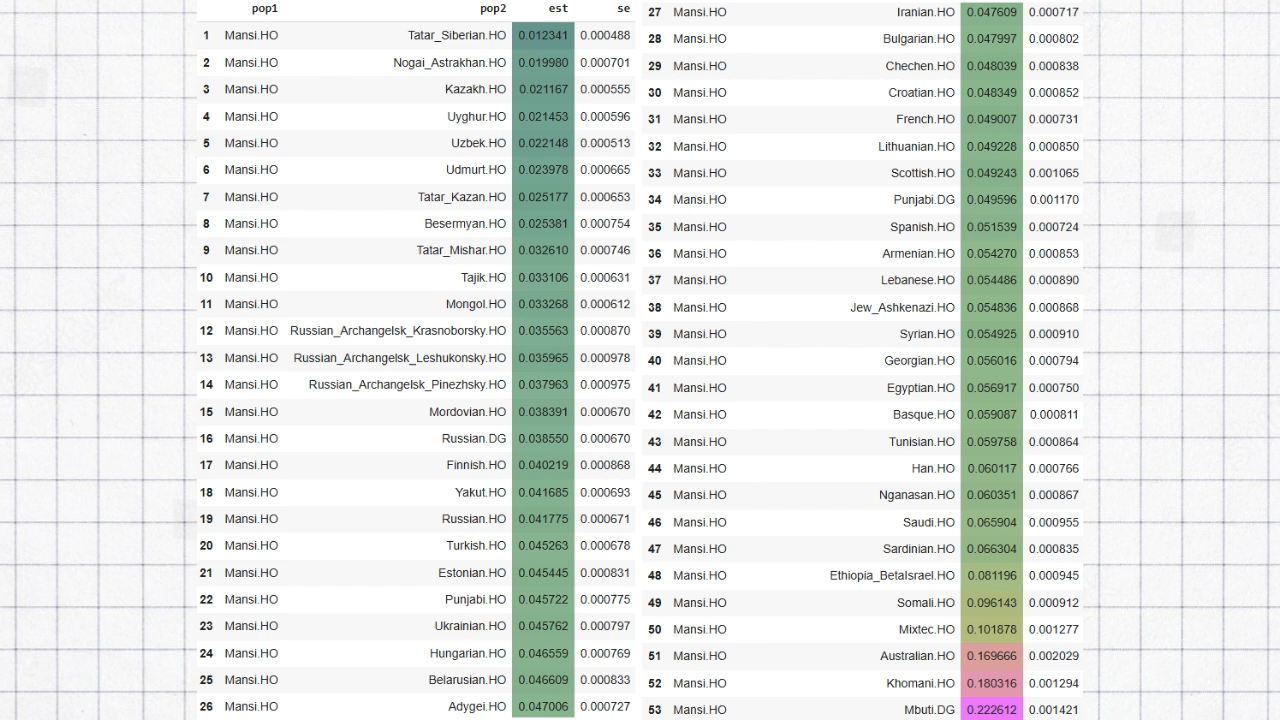 pop1 pop2 est se
1 Mansi.HO Tatar_Siberian.HO 0.012341 0.000488
2 Mansi.HO Nogai_Astrakhan.HO 0.019980 0.000701
3 Mansi.HO Kazakh.HO 0.021167 0.000555
4 Mansi.HO Uyghur.HO 0.021453 0.000596
5 Mansi.HO Uzbek.HO 0.022148 0.000513
6 Mansi.HO Udmurt.HO 0.023978 0.000665
7 Mansi.HO Tatar_Kazan.HO 0.025177 0.000653
8 Mansi.HO Besermyan.HO 0.025381 0.000754
9 Mansi.HO Tatar_Mishar.HO 0.032610 0.000746
10 Mansi.HO Tajik.HO 0.033106 0.000631
11 Mansi.HO Mongol.HO 0.033268 0.000612
12 Mansi.HO Russian_Archangelsk_Krasnoborsky.HO 0.035563 0.000870
13 Mansi.HO Russian_Archangelsk_Leshukonsky.HO 0.035965 0.000978
14 Mansi.HO Russian_Archangelsk_Pinezhsky.HO 0.037963 0.000975
15 Mansi.HO Mordovian.HO 0.038391 0.000670
16 Mansi.HO Russian.DG 0.038550 0.000670
17 Mansi.HO Finnish.HO 0.040219 0.000868
18 Mansi.HO Yakut.HO 0.041685 0.000693
19 Mansi.HO Russian.HO 0.041775 0.000671
20 Mansi.HO Turkish.HO 0.045263 0.000678
21 Mansi.HO Estonian.HO 0.045445 0.000831
22 Mansi.HO Punjabi.HO 0.045722 0.000775
23 Mansi.HO Ukrainian.HO 0.045762 0.000797
24 Mansi.HO Hungarian.HO 0.046559 0.000769
25 Mansi.HO Belarusian.HO 0.046609 0.000833
26 Mansi.HO Adygei.HO 0.047006 0.000727
27 Mansi.HO Iranian.HO 0.047609 0.000717
28 Mansi.HO Bulgarian.HO 0.047997 0.000802
29 Mansi.HO Chechen.HO 0.048039 0.000838
30 Mansi.HO Croatian.HO 0.048349 0.000852
31 Mansi.HO French.HO 0.049007 0.000731
32 Mansi.HO Lithuanian.HO 0.049228 0.000850
33 Mansi.HO Scottish.HO 0.049243 0.001065
34 Mansi.HO Punjabi.DG 0.049596 0.001170
35 Mansi.HO Spanish.HO 0.051539 0.000724
36 Mansi.HO Armenian.HO 0.054270 0.000853
37 Mansi.HO Lebanese.HO 0.054486 0.000890
38 Mansi.HO Jew_Ashkenazi.HO 0.054836 0.000868
39 Mansi.HO Syrian.HO 0.054925 0.000910
40 Mansi.HO Georgian.HO 0.056016 0.000794
41 Mansi.HO Egyptian.HO 0.056917 0.000750
42 Mansi.HO Basque.HO 0.059087 0.000811
43 Mansi.HO Tunisian.HO 0.059758 0.000864
44 Mansi.HO Han.HO 0.060117 0.000766
45 Mansi.HO Nganasan.HO 0.060351 0.000867
46 Mansi.HO Saudi.HO 0.065904 0.000955
47 Mansi.HO Sardinian.HO 0.066304 0.000835
48 Mansi.HO Ethiopia_BetaIsrael.HO 0.081196 0.000945
49 Mansi.HO Somali.HO 0.096143 0.000912
50 Mansi.HO Mixtec.HO 0.101878 0.001277
51 Mansi.HO Australian.HO 0.169666 0.002029
52 Mansi.HO Khomani.HO 0.180316 0.001294
53 Mansi.HO Mbuti.DG 0.222612 0.001421